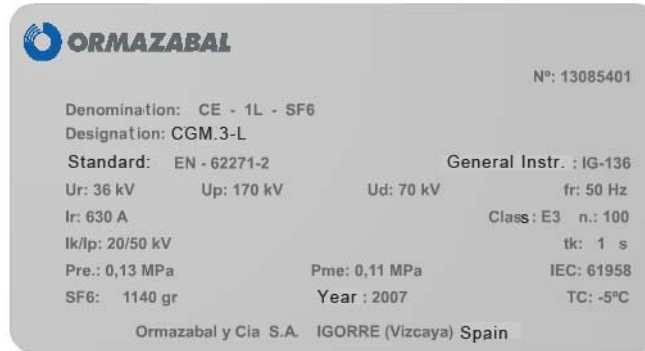 ORMAZABAL
Nº: 13085401
Denomination: CE - 1L - SF6
Designation: CGM.3-L
Standard: EN - 62271-2 General Instr. : IG-136
Ur: 36 kV Up: 170 kV Ud: 70 kV fr: 50 Hz
Ir: 630 A Class: E3 n.: 100
Ik/Ip: 20/50 kV tk: 1 s
Pre.: 0,13 MPa Pme: 0,11 MPa IEC: 61958
SF6: 1140 gr Year : 2007 TC: -5ºC
Ormazabal y Cia S.A. IGORRE (Vizcaya) Spain